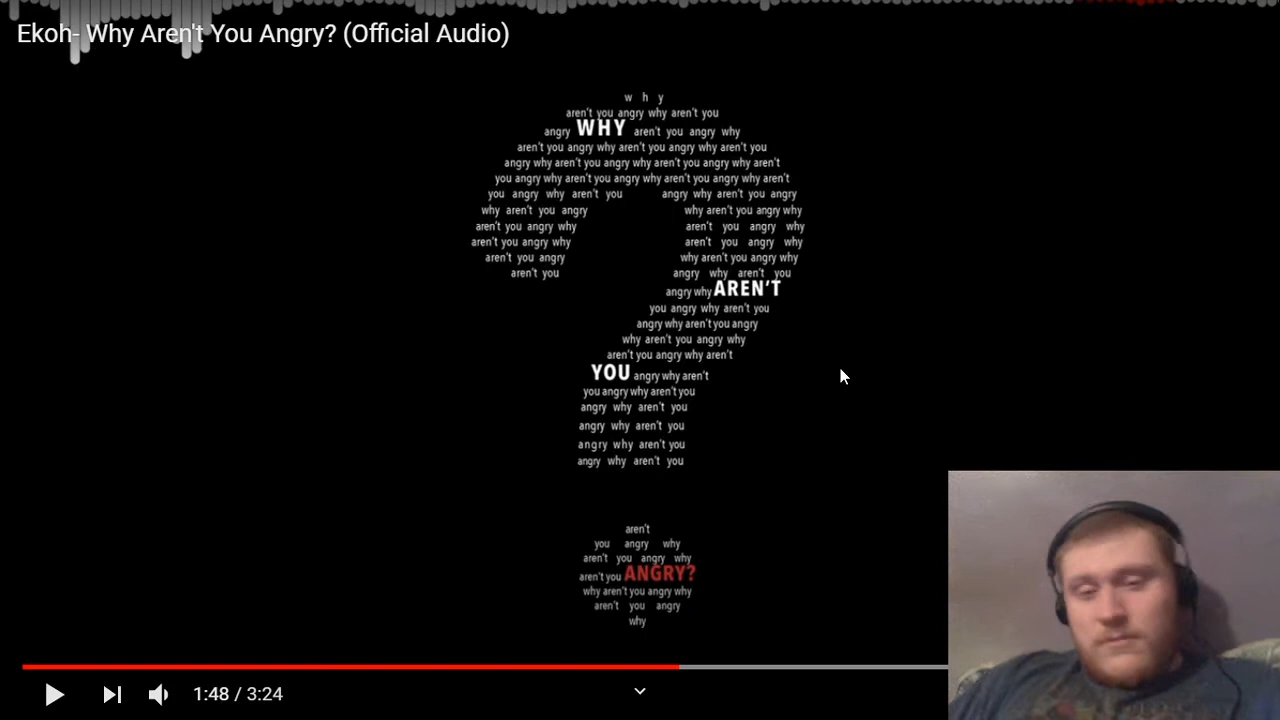 Ekoh- Why Aren't You Angry? (Official Audio)
w h y
aren't you angry why aren't you
angry WHY aren't you angry why
aren't you angry why aren't you angry why aren't you
angry why aren't you angry why aren't you angry why aren't
you angry why aren't you angry why aren't you angry why aren't
you angry why aren't you angry why aren't you angry
why aren't you angry why aren't you angry why
aren't you angry why aren't you angry why
aren't you angry why aren't you angry why
aren't you angry why aren't you angry why
aren't you angry why aren't you
angry why AREN'T
you angry why aren't you
angry why aren't you angry
why aren't you angry why
aren't you angry why aren't
YOU angry why aren't
you angry why aren't you
angry why aren't you
angry why aren't you
angry why aren't you
angry why aren't you
aren't
you angry why
aren't you angry why
aren't you ANGRY?
why aren't you angry why
aren't you angry
why
1:48 / 3:24